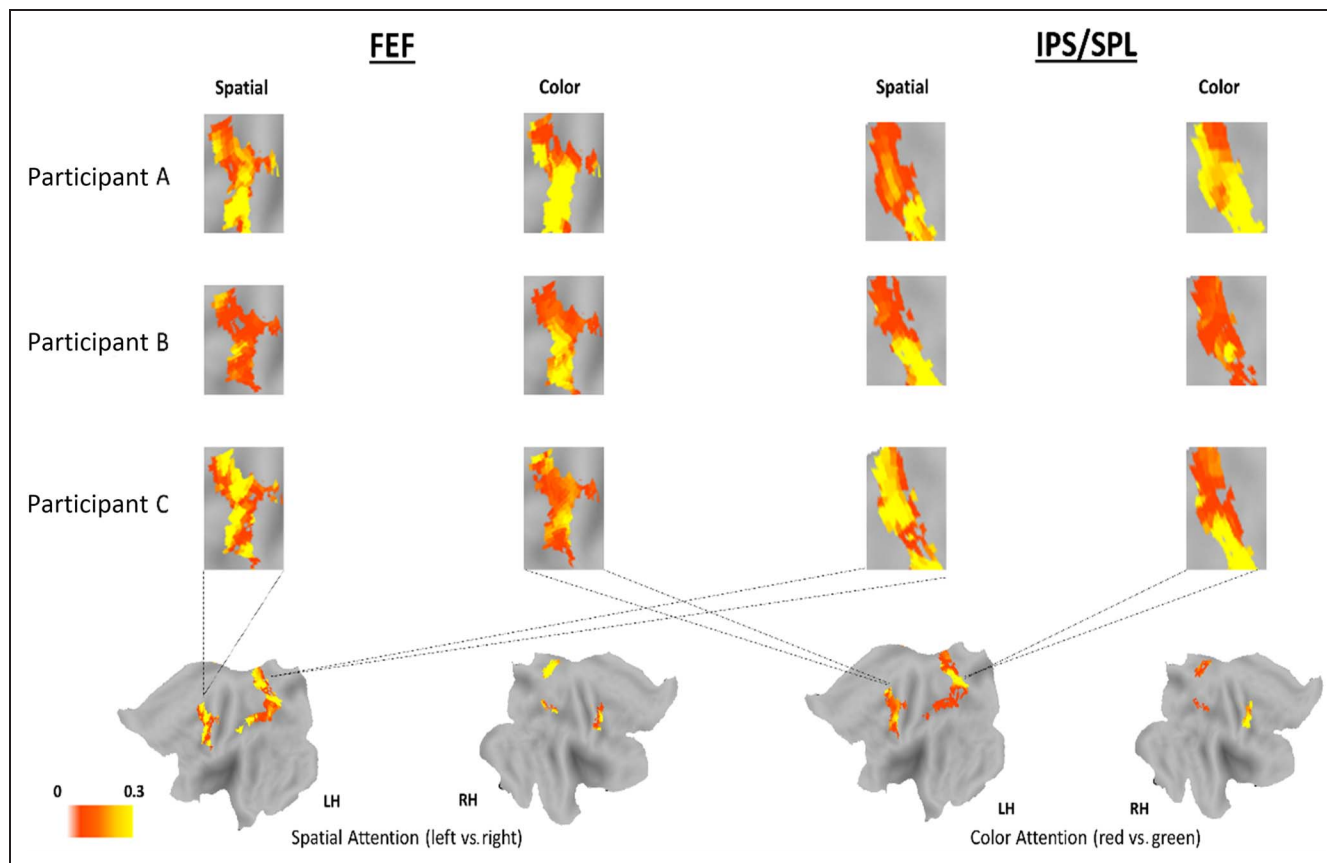 FEF
IPS/SPL
Spatial
Color
Spatial
Color
Participant A
Participant B
Participant C
0
0.3
LH
RH
LH
RH
Spatial Attention (left vs. right)
Color Attention (red vs. green)